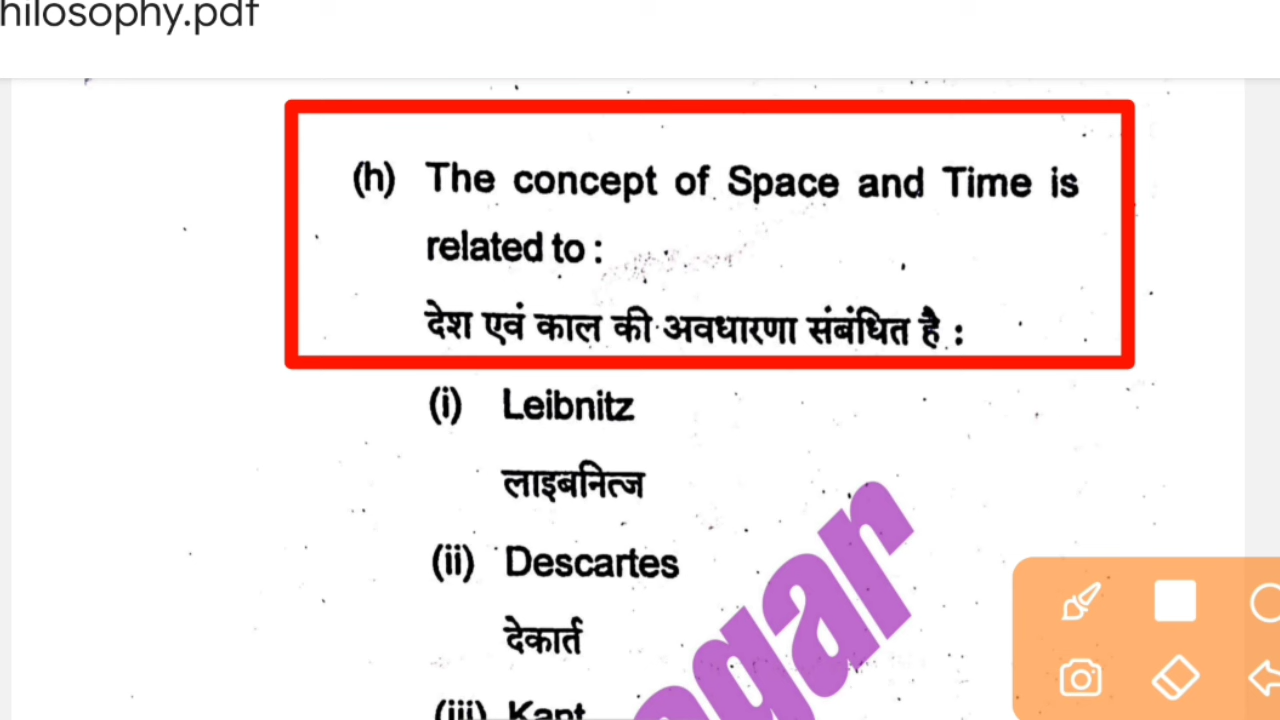 hilosophy.pdf
(h) The concept of Space and Time is
related to :
देश एवं काल की अवधारणा संबंधित है :
(i) Leibnitz
लाइबनित्ज
(ii) Descartes
देकार्त
(iii) Kant
gar